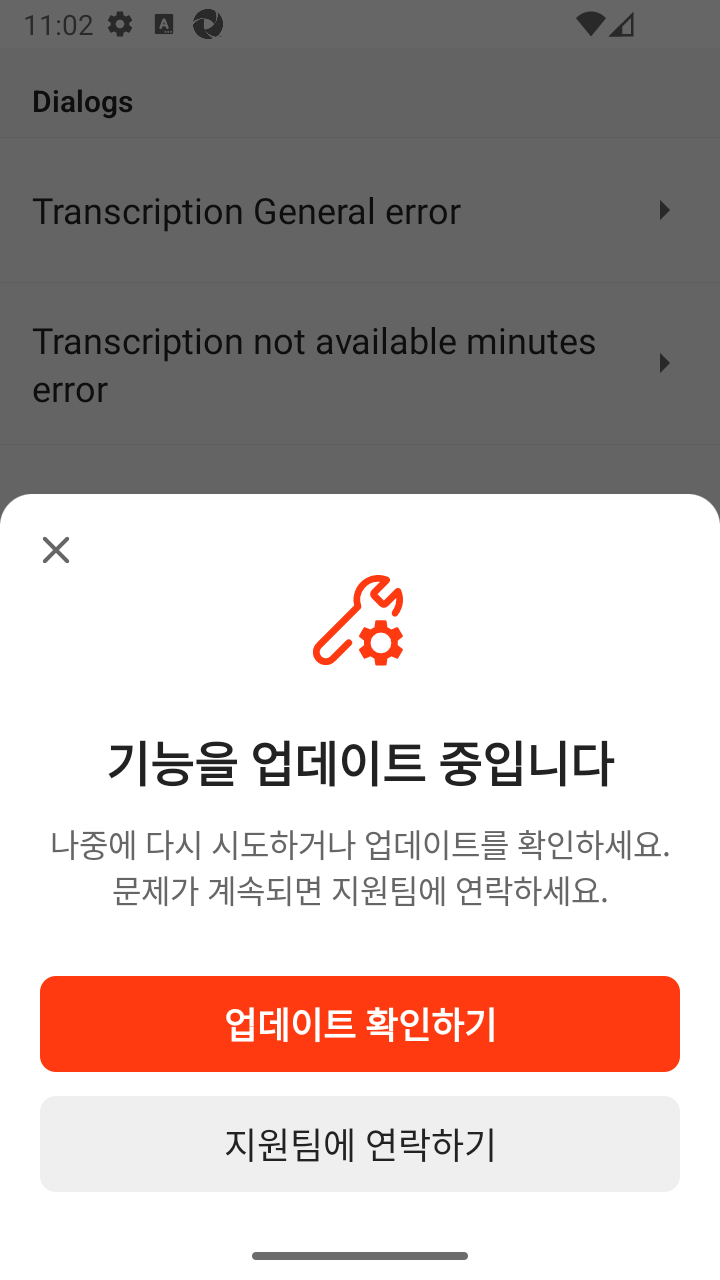 11:02
Dialogs
Transcription General error
Transcription not available minutes
error
기능을 업데이트 중입니다
나중에 다시 시도하거나 업데이트를 확인하세요.
문제가 계속되면 지원팀에 연락하세요.
업데이트 확인하기
지원팀에 연락하기